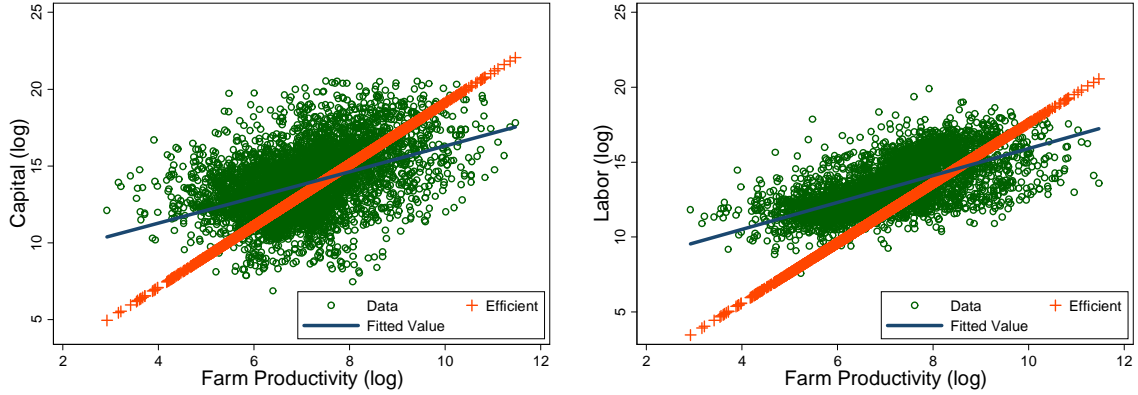 25
20
15
10
5
Capital (log)
Data
Efficient
Fitted Value
2
4
6
8
10
12
Farm Productivity (log)
25
20
15
10
5
Labor (log)
Data
Efficient
Fitted Value
2
4
6
8
10
12
Farm Productivity (log)